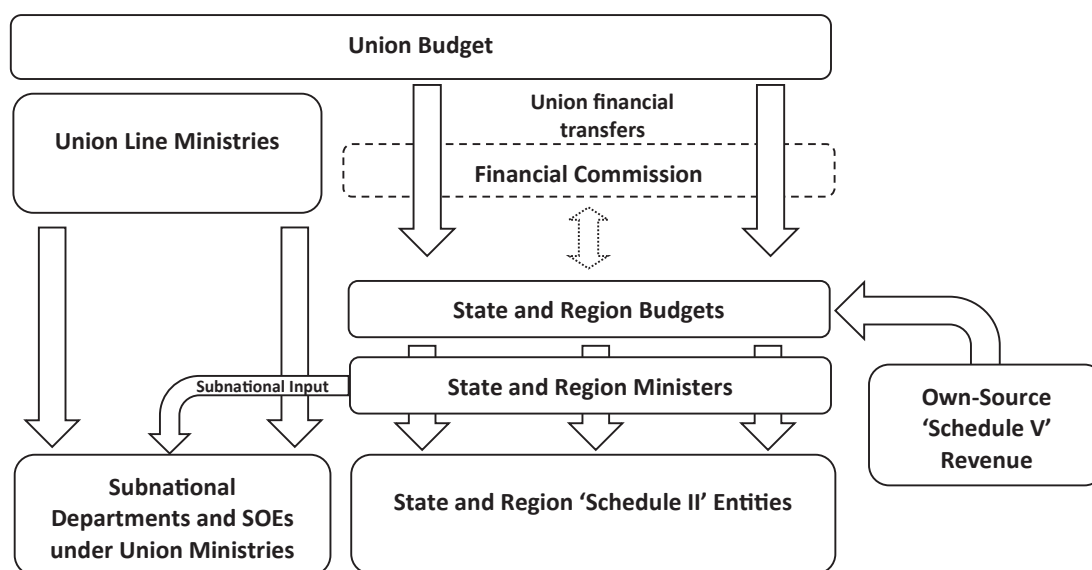 Union Budget
Union Line Ministries
Union financial
transfers
Financial Commission
State and Region Budgets
Subnational Input
State and Region Ministers
Own-Source
‘Schedule V’
Revenue
Subnational
Departments and SOEs
under Union Ministries
State and Region ‘Schedule II’ Entities